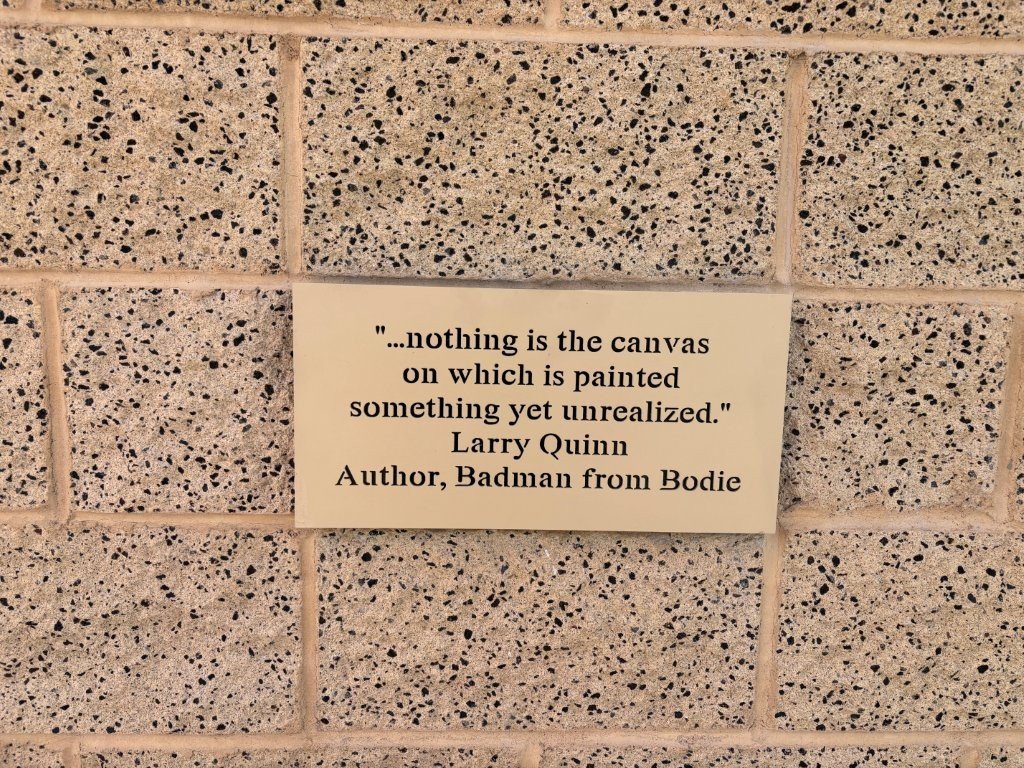 "...nothing is the canvas
on which is painted
something yet unrealized."
Larry Quinn
Author, Badman from Bodie